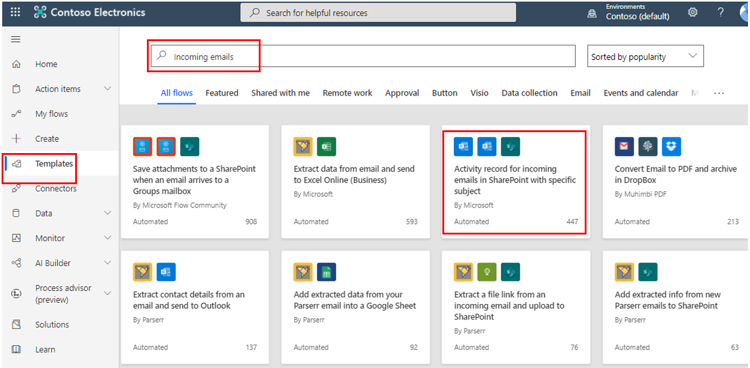 Contoso Electronics
Search for helpful resources
Environments
Contoso (default)
?
Home
Action items
My flows
Create
Templates
Connectors
Data
Monitor
AI Builder
Process advisor
(preview)
Solutions
Learn
Incoming emails
Sorted by popularity
All flows Featured Shared with me Remote work Approval Button Visio Data collection Email Events and calendar M ...
Save attachments to a SharePoint
when an email arrives to a
Groups mailbox
By Microsoft Flow Community
Automated 908
Extract data from email and send
to Excel Online (Business)
By Microsoft
Automated 593
Activity record for incoming
emails in SharePoint with specific
subject
By Microsoft
Automated 447
Convert Email to PDF and archive
in DropBox
By Muhimbi PDF
Automated 213
Extract contact details from an
email and send to Outlook
By Parserr
Automated 137
Add extracted data from your
Parserr email into a Google Sheet
By Parserr
Automated 92
Extract a file link from an
incoming email and upload to
SharePoint
By Parserr
Automated 76
Add extracted info from new
Parserr emails to SharePoint
By Parserr
Automated 63